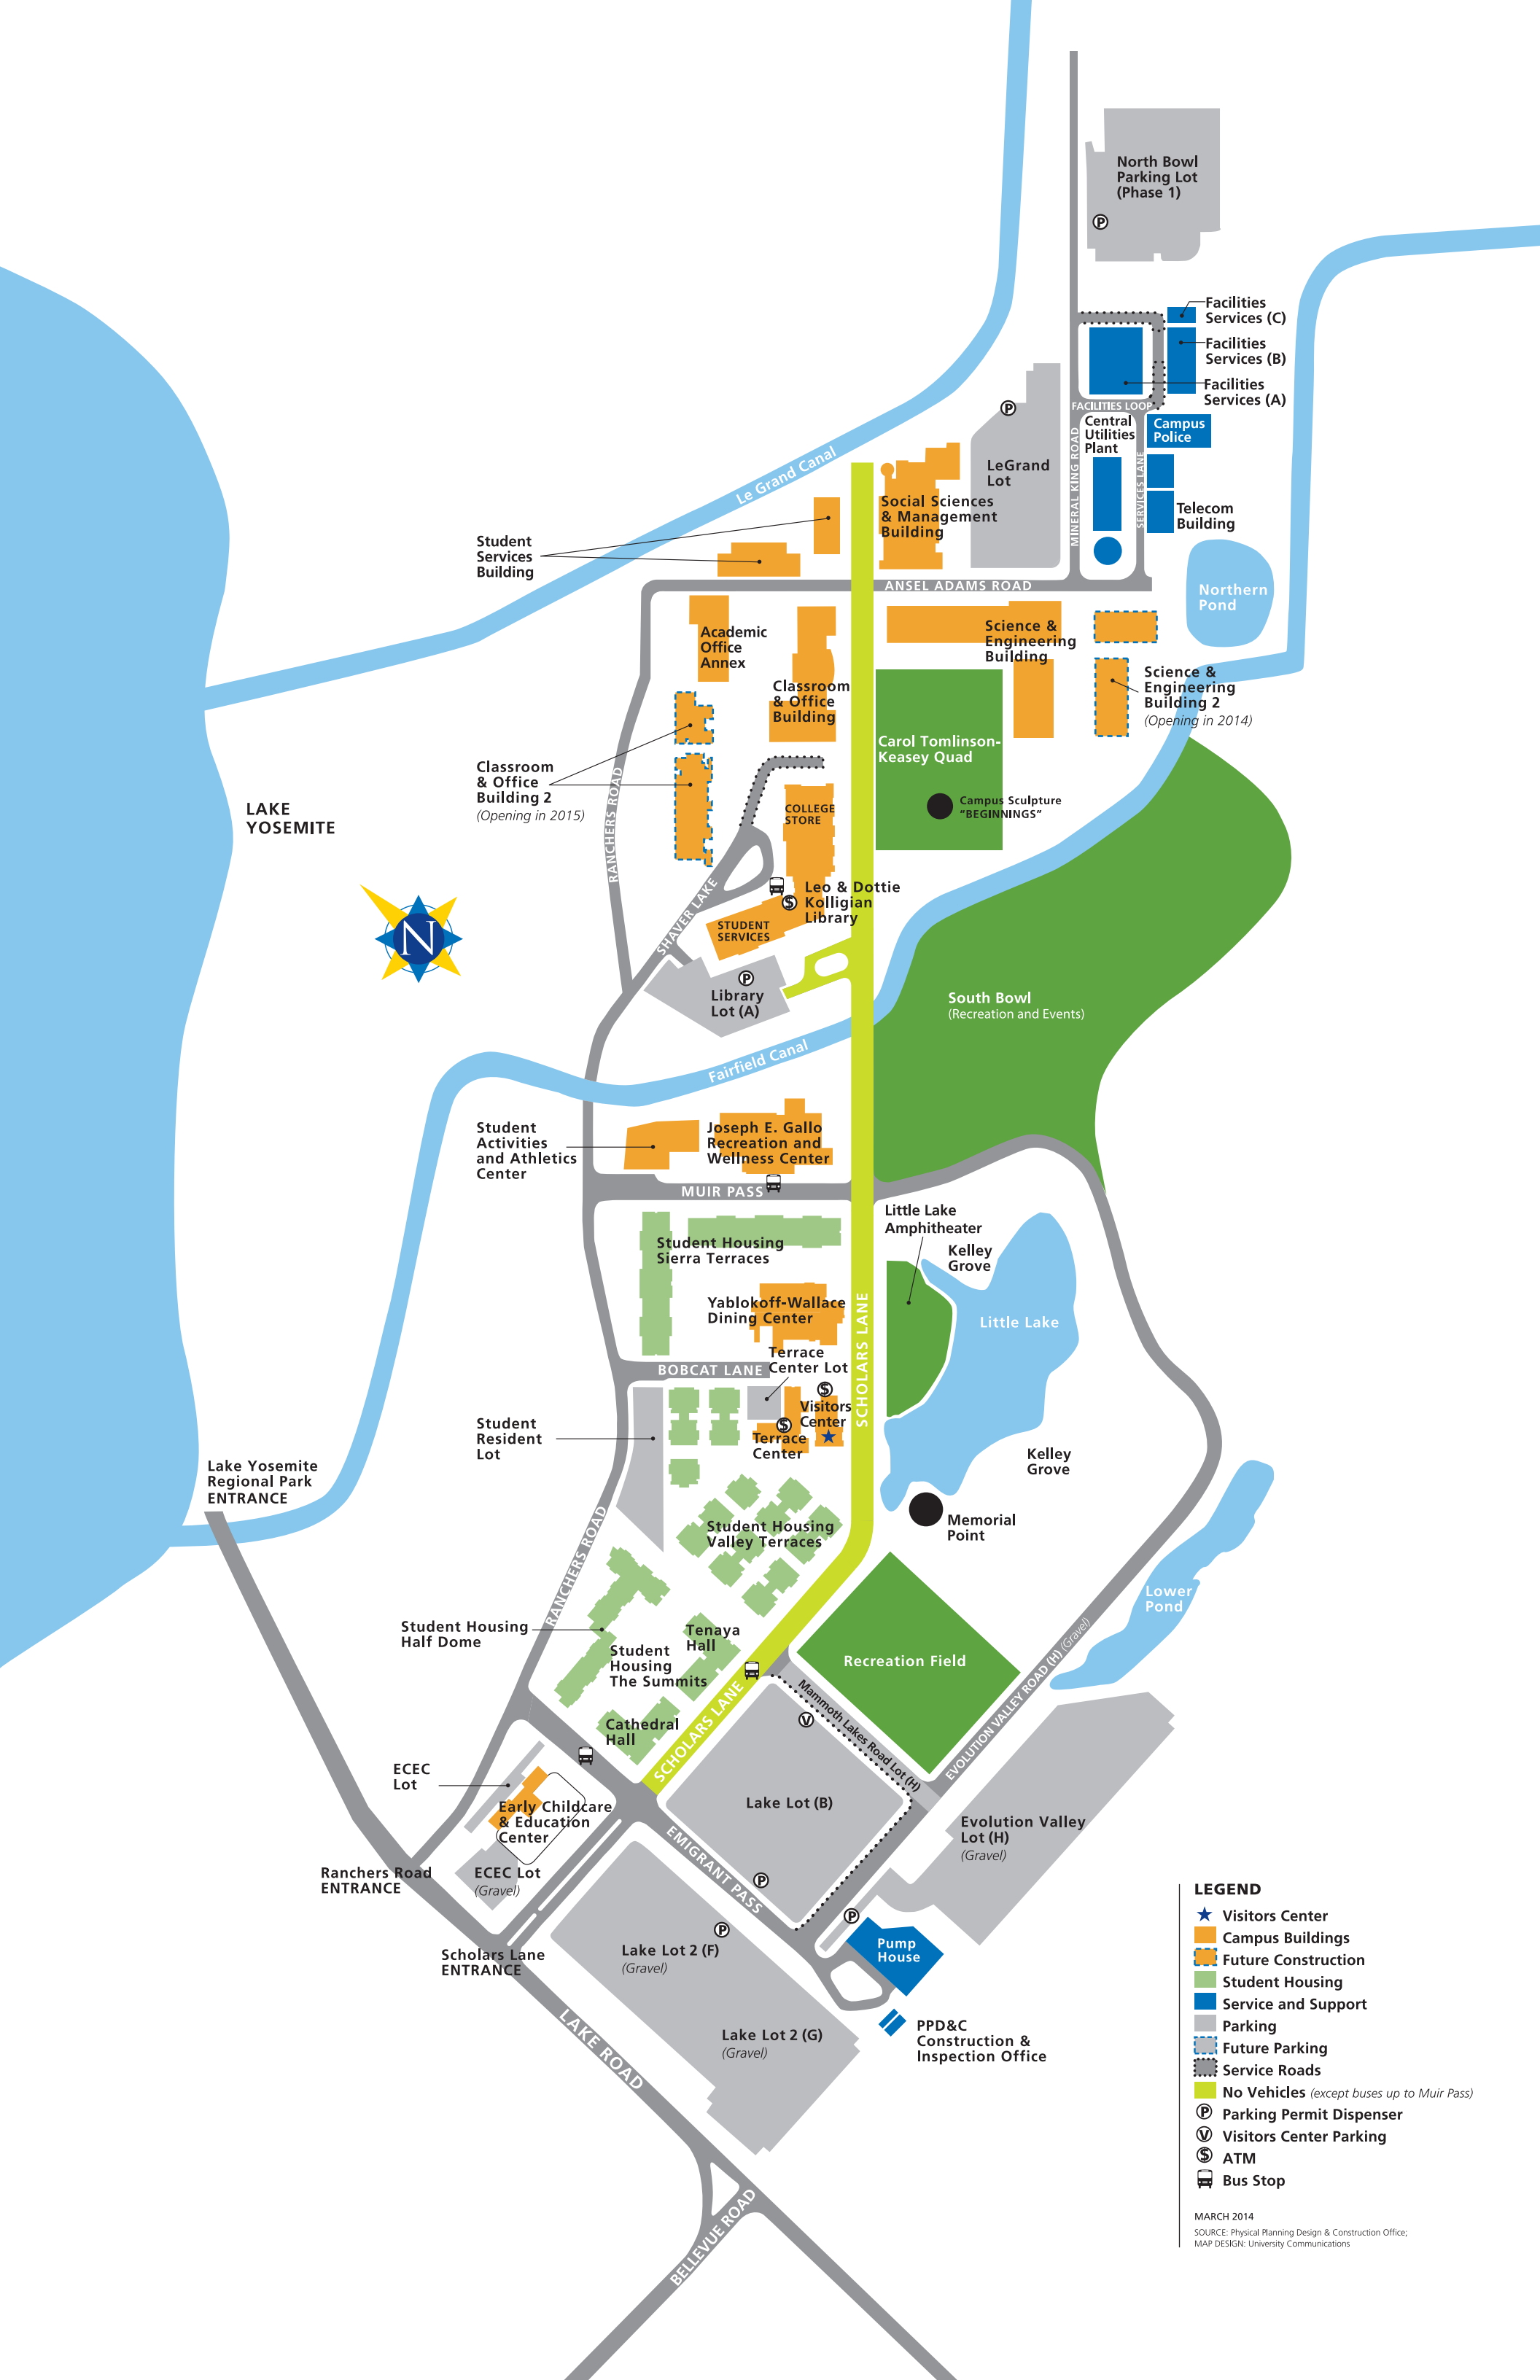 North Bowl
Parking Lot
(Phase 1)
P
Facilities
Services (C)
Facilities
Services (B)
Facilities
Services (A)
FACILITIES LOOP
P
Central
Utilities
Plant
Campus
Police
MINERAL KING ROAD
SERVICES LANE
Le Grand Canal
LeGrand
Lot
Social Sciences
& Management
Building
Telecom
Building
Student
Services
Building
ANSEL ADAMS ROAD
Northern
Pond
Academic
Office
Annex
Science &
Engineering
Building
Classroom
& Office
Building
Science &
Engineering
Building 2
(Opening in 2014)
Carol Tomlinson-
Keasey Quad
Classroom
& Office
Building 2
(Opening in 2015)
RANCHERS ROAD
LAKE
YOSEMITE
COLLEGE
STORE
Campus Sculpture
“BEGINNINGS”
N
SHAVER LAKE
$
Leo & Dottie
Kolligian
Library
STUDENT
SERVICES
P
Library
Lot (A)
South Bowl
(Recreation and Events)
Fairfield Canal
Student
Activities
and Athletics
Center
Joseph E. Gallo
Recreation and
Wellness Center
MUIR PASS
Little Lake
Amphitheater
Student Housing
Sierra Terraces
Kelley
Grove
Yablokoff-Wallace
Dining Center
Little Lake
SCHOLARS LANE
Terrace
Center Lot
BOBCAT LANE
$
Visitors
Center
$
Terrace
Center
Student
Resident
Lot
Kelley
Grove
Lake Yosemite
Regional Park
ENTRANCE
RANCHERS ROAD
Student Housing
Valley Terraces
Memorial
Point
Lower
Pond
Student Housing
Half Dome
Tenaya
Hall
Student
Housing
The Summits
Recreation Field
EVOLUTION VALLEY ROAD (H) (Gravel)
Mammoth Lakes Road Lot (H)
Cathedral
Hall
SCHOLARS LANE
V
ECEC
Lot
Early Childcare
& Education
Center
Lake Lot (B)
Evolution Valley
Lot (H)
(Gravel)
EMIGRANT PASS
Ranchers Road
ENTRANCE
ECEC Lot
(Gravel)
P
P
P
Scholars Lane
ENTRANCE
Lake Lot 2 (F)
(Gravel)
Pump
House
Lake Lot 2 (G)
(Gravel)
PPD&C
Construction &
Inspection Office
LAKE ROAD
BELLEVUE ROAD
LEGEND
Visitors Center
Campus Buildings
Future Construction
Student Housing
Service and Support
Parking
Future Parking
Service Roads
No Vehicles (except buses up to Muir Pass)
P Parking Permit Dispenser
V Visitors Center Parking
$ ATM
Bus Stop
MARCH 2014
SOURCE: Physical Planning Design & Construction Office;
MAP DESIGN: University Communications